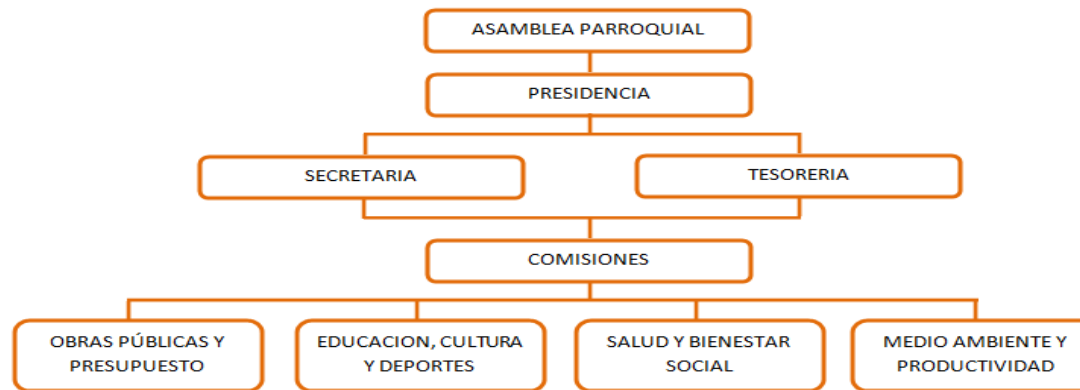 ASAMBLEA PARROQUIAL
PRESIDENCIA
SECRETARIA
TESORERIA
COMISIONES
OBRAS PÚBLICAS Y
PRESUPUESTO
EDUCACION, CULTURA
Y DEPORTES
SALUD Y BIENESTAR
SOCIAL
MEDIO AMBIENTE Y
PRODUCTIVIDAD